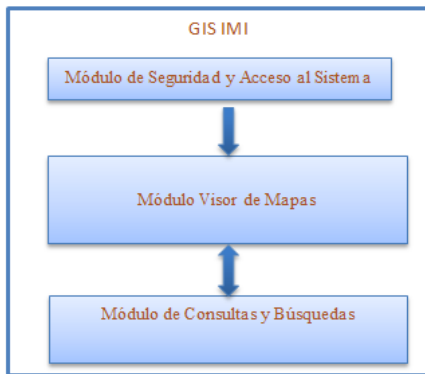 GIS IMI
Módulo de Seguridad y Acceso al Sistema
Módulo Visor de Mapas
Módulo de Consultas y Búsquedas